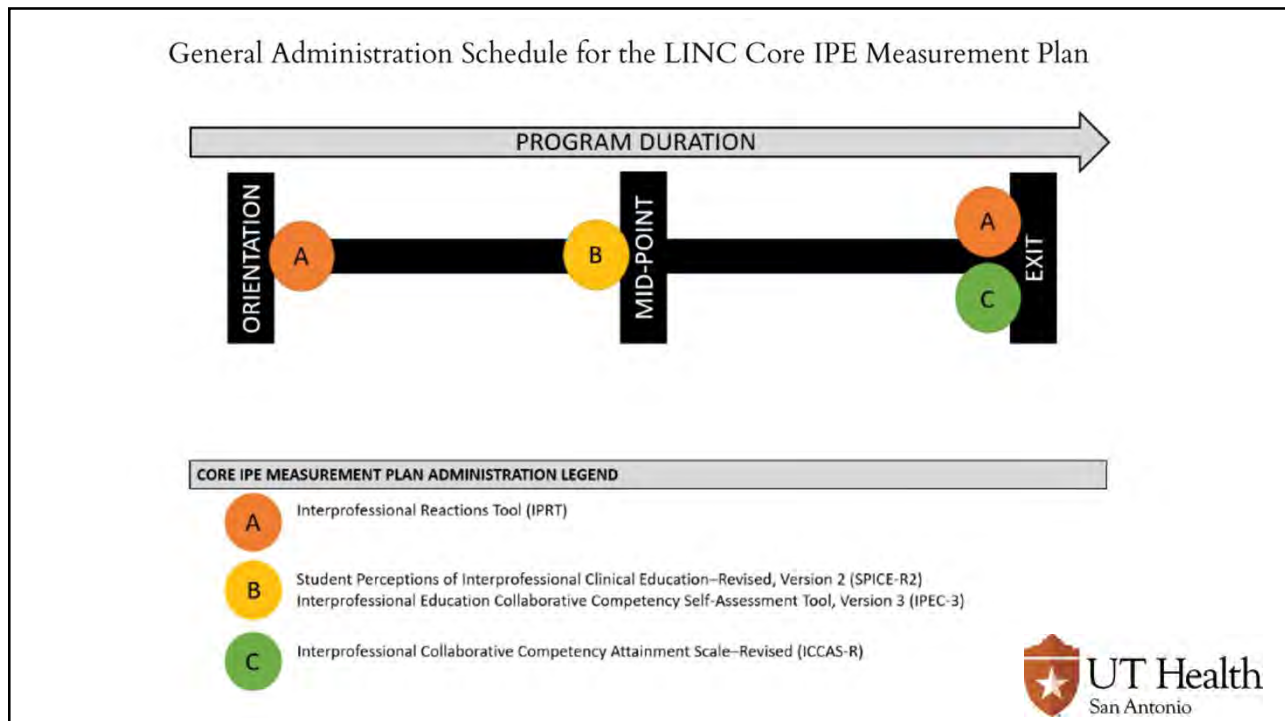 General Administration Schedule for the LINC Core IPE Measurement Plan
PROGRAM DURATION
ORIENTATION
A
B
MID-POINT
A
C
EXIT
CORE IPE MEASUREMENT PLAN ADMINISTRATION LEGEND
A
Interprofessional Reactions Tool (IPRT)
B
Student Perceptions of Interprofessional Clinical Education–Revised, Version 2 (SPICE-R2)
Interprofessional Education Collaborative Competency Self-Assessment Tool, Version 3 (IPEC-3)
C
Interprofessional Collaborative Competency Attainment Scale–Revised (ICCAS-R)
UT Health
San Antonio